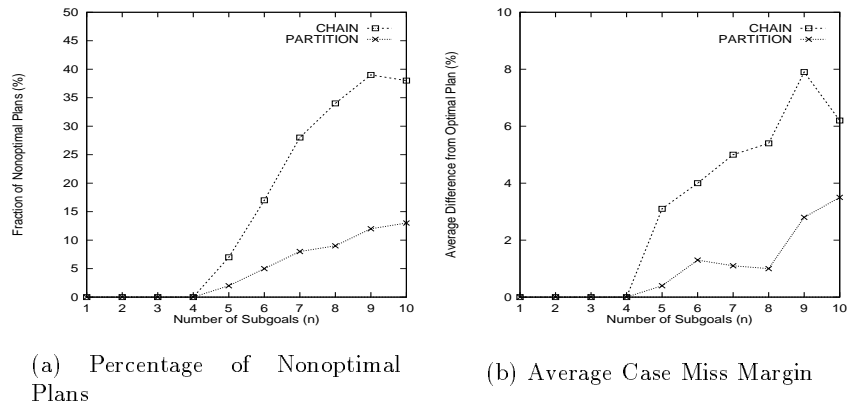 50
45
40
35
30
25
20
15
10
5
0
Fraction of Nonoptimal Plans (%)
CHAIN
PARTITION
1 2 3 4 5 6 7 8 9 10
Number of Subgoals (n)
(a) Percentage of Nonoptimal
Plans
10
8
6
4
2
0
Average Difference from Optimal Plan (%)
CHAIN
PARTITION
1 2 3 4 5 6 7 8 9 10
Number of Subgoals (n)
(b) Average Case Miss Margin